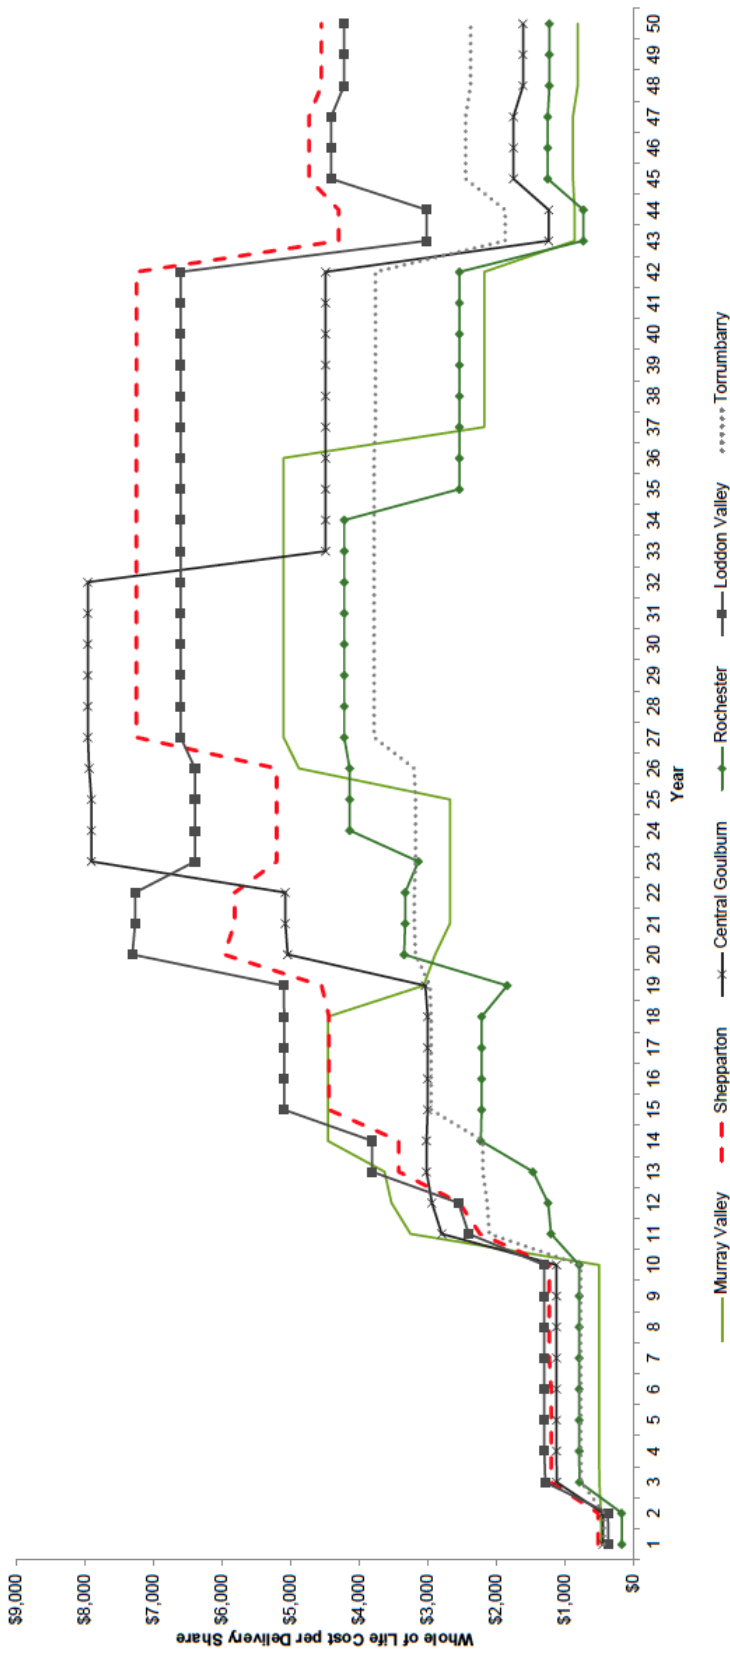 Whole of Life Cost per Delivery Share
$9,000
$8,000
$7,000
$6,000
$5,000
$4,000
$3,000
$2,000
$1,000
$0
1 2 3 4 5 6 7 8 9 10 11 12 13 14 15 16 17 18 19 20 21 22 23 24 25 26 27 28 29 30 31 32 33 34 35 36 37 38 39 40 41 42 43 44 45 46 47 48 49 50
Year
Murray Valley Shepparton Central Goulburn Rochester Loddon Valley Torrumbarry